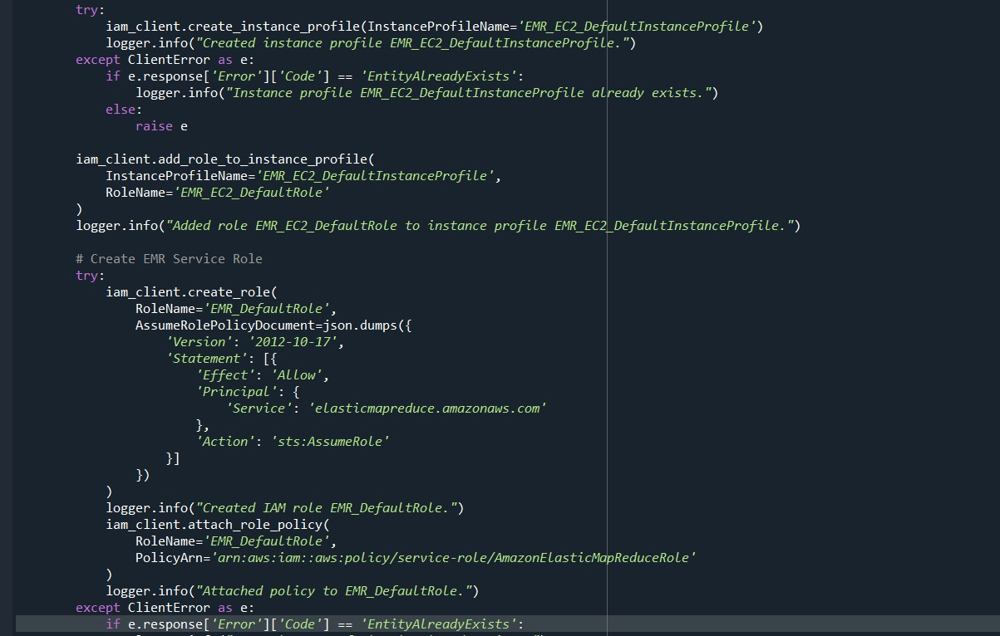 try:
iam_client.create_instance_profile(InstanceProfileName='EMR_EC2_DefaultInstanceProfile')
logger.info("Created instance profile EMR_EC2_DefaultInstanceProfile.")
except ClientError as e:
if e.response['Error']['Code'] == 'EntityAlreadyExists':
logger.info("Instance profile EMR_EC2_DefaultInstanceProfile already exists.")
else:
raise e
iam_client.add_role_to_instance_profile(
InstanceProfileName='EMR_EC2_DefaultInstanceProfile',
RoleName='EMR_EC2_DefaultRole'
)
logger.info("Added role EMR_EC2_DefaultRole to instance profile EMR_EC2_DefaultInstanceProfile.")
# Create EMR Service Role
try:
iam_client.create_role(
RoleName='EMR_DefaultRole',
AssumeRolePolicyDocument=json.dumps({
'Version': '2012-10-17',
'Statement': [{
'Effect': 'Allow',
'Principal': {
'Service': 'elasticmapreduce.amazonaws.com'
},
'Action': 'sts:AssumeRole'
}]
})
)
logger.info("Created IAM role EMR_DefaultRole.")
iam_client.attach_role_policy(
RoleName='EMR_DefaultRole',
PolicyArn='arn:aws:iam::aws:policy/service-role/AmazonElasticMapReduceRole'
)
logger.info("Attached policy to EMR_DefaultRole.")
except ClientError as e:
if e.response['Error']['Code'] == 'EntityAlreadyExists':